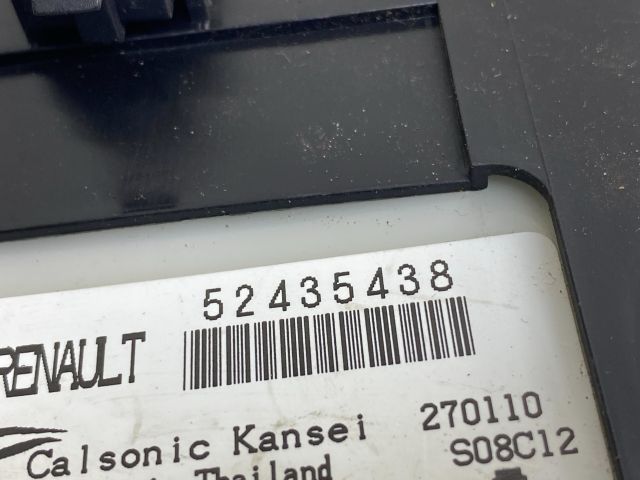 52435438
RENAULT
Calsonic Kansei 270110
Thailand S08C12